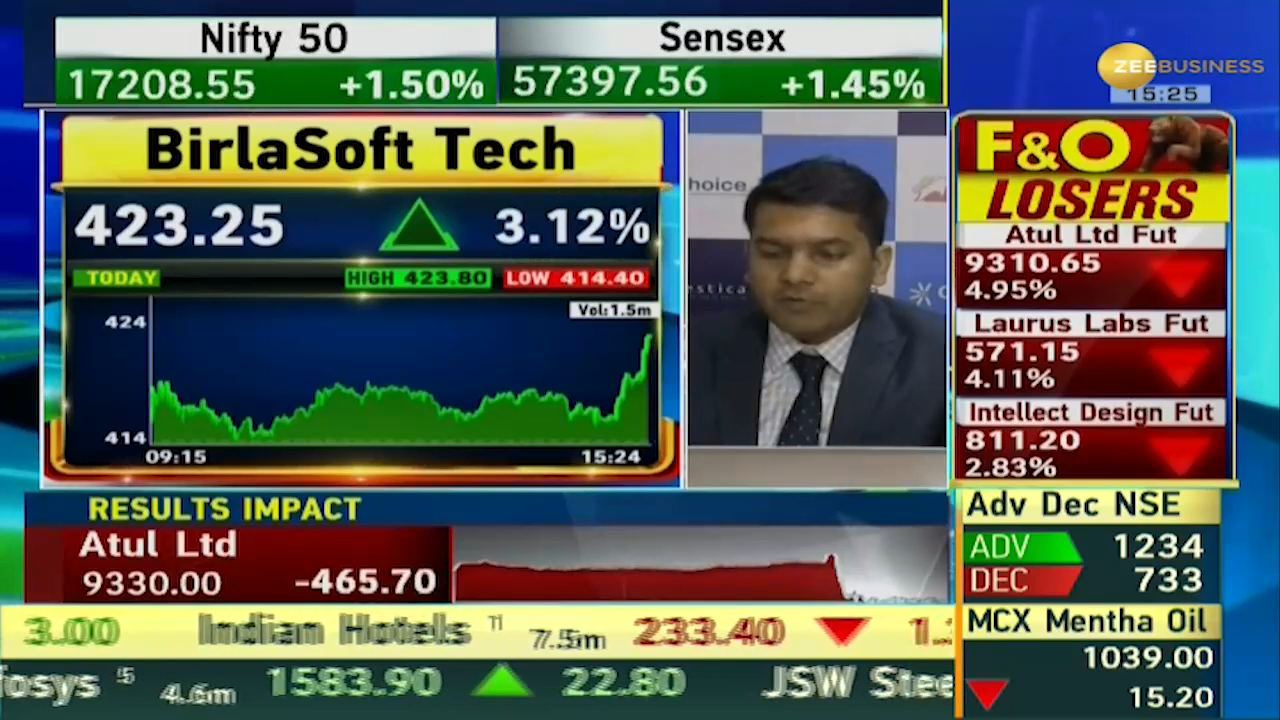 Nifty 50
17208.55 +1.50%
Sensex
57397.56 +1.45%
ZEEBUSINESS
15:25
BirlaSoft Tech
423.25 3.12%
TODAY HIGH 423.80 LOW 414.40
Vol:1.5m
424
414
09:15 15:24
hoice
F&O
LOSERS
Atul Ltd Fut
9310.65
4.95%
Laurus Labs Fut
571.15
4.11%
Intellect Design Fut
811.20
2.83%
RESULTS IMPACT
Atul Ltd
9330.00 -465.70
Adv Dec NSE
ADV 1234
DEC 733
MCX Mentha Oil
1039.00
15.20
3.00 Indian Hotels 7.5m 233.40
fosys 4.6m 1583.90 22.80 JSW Stee